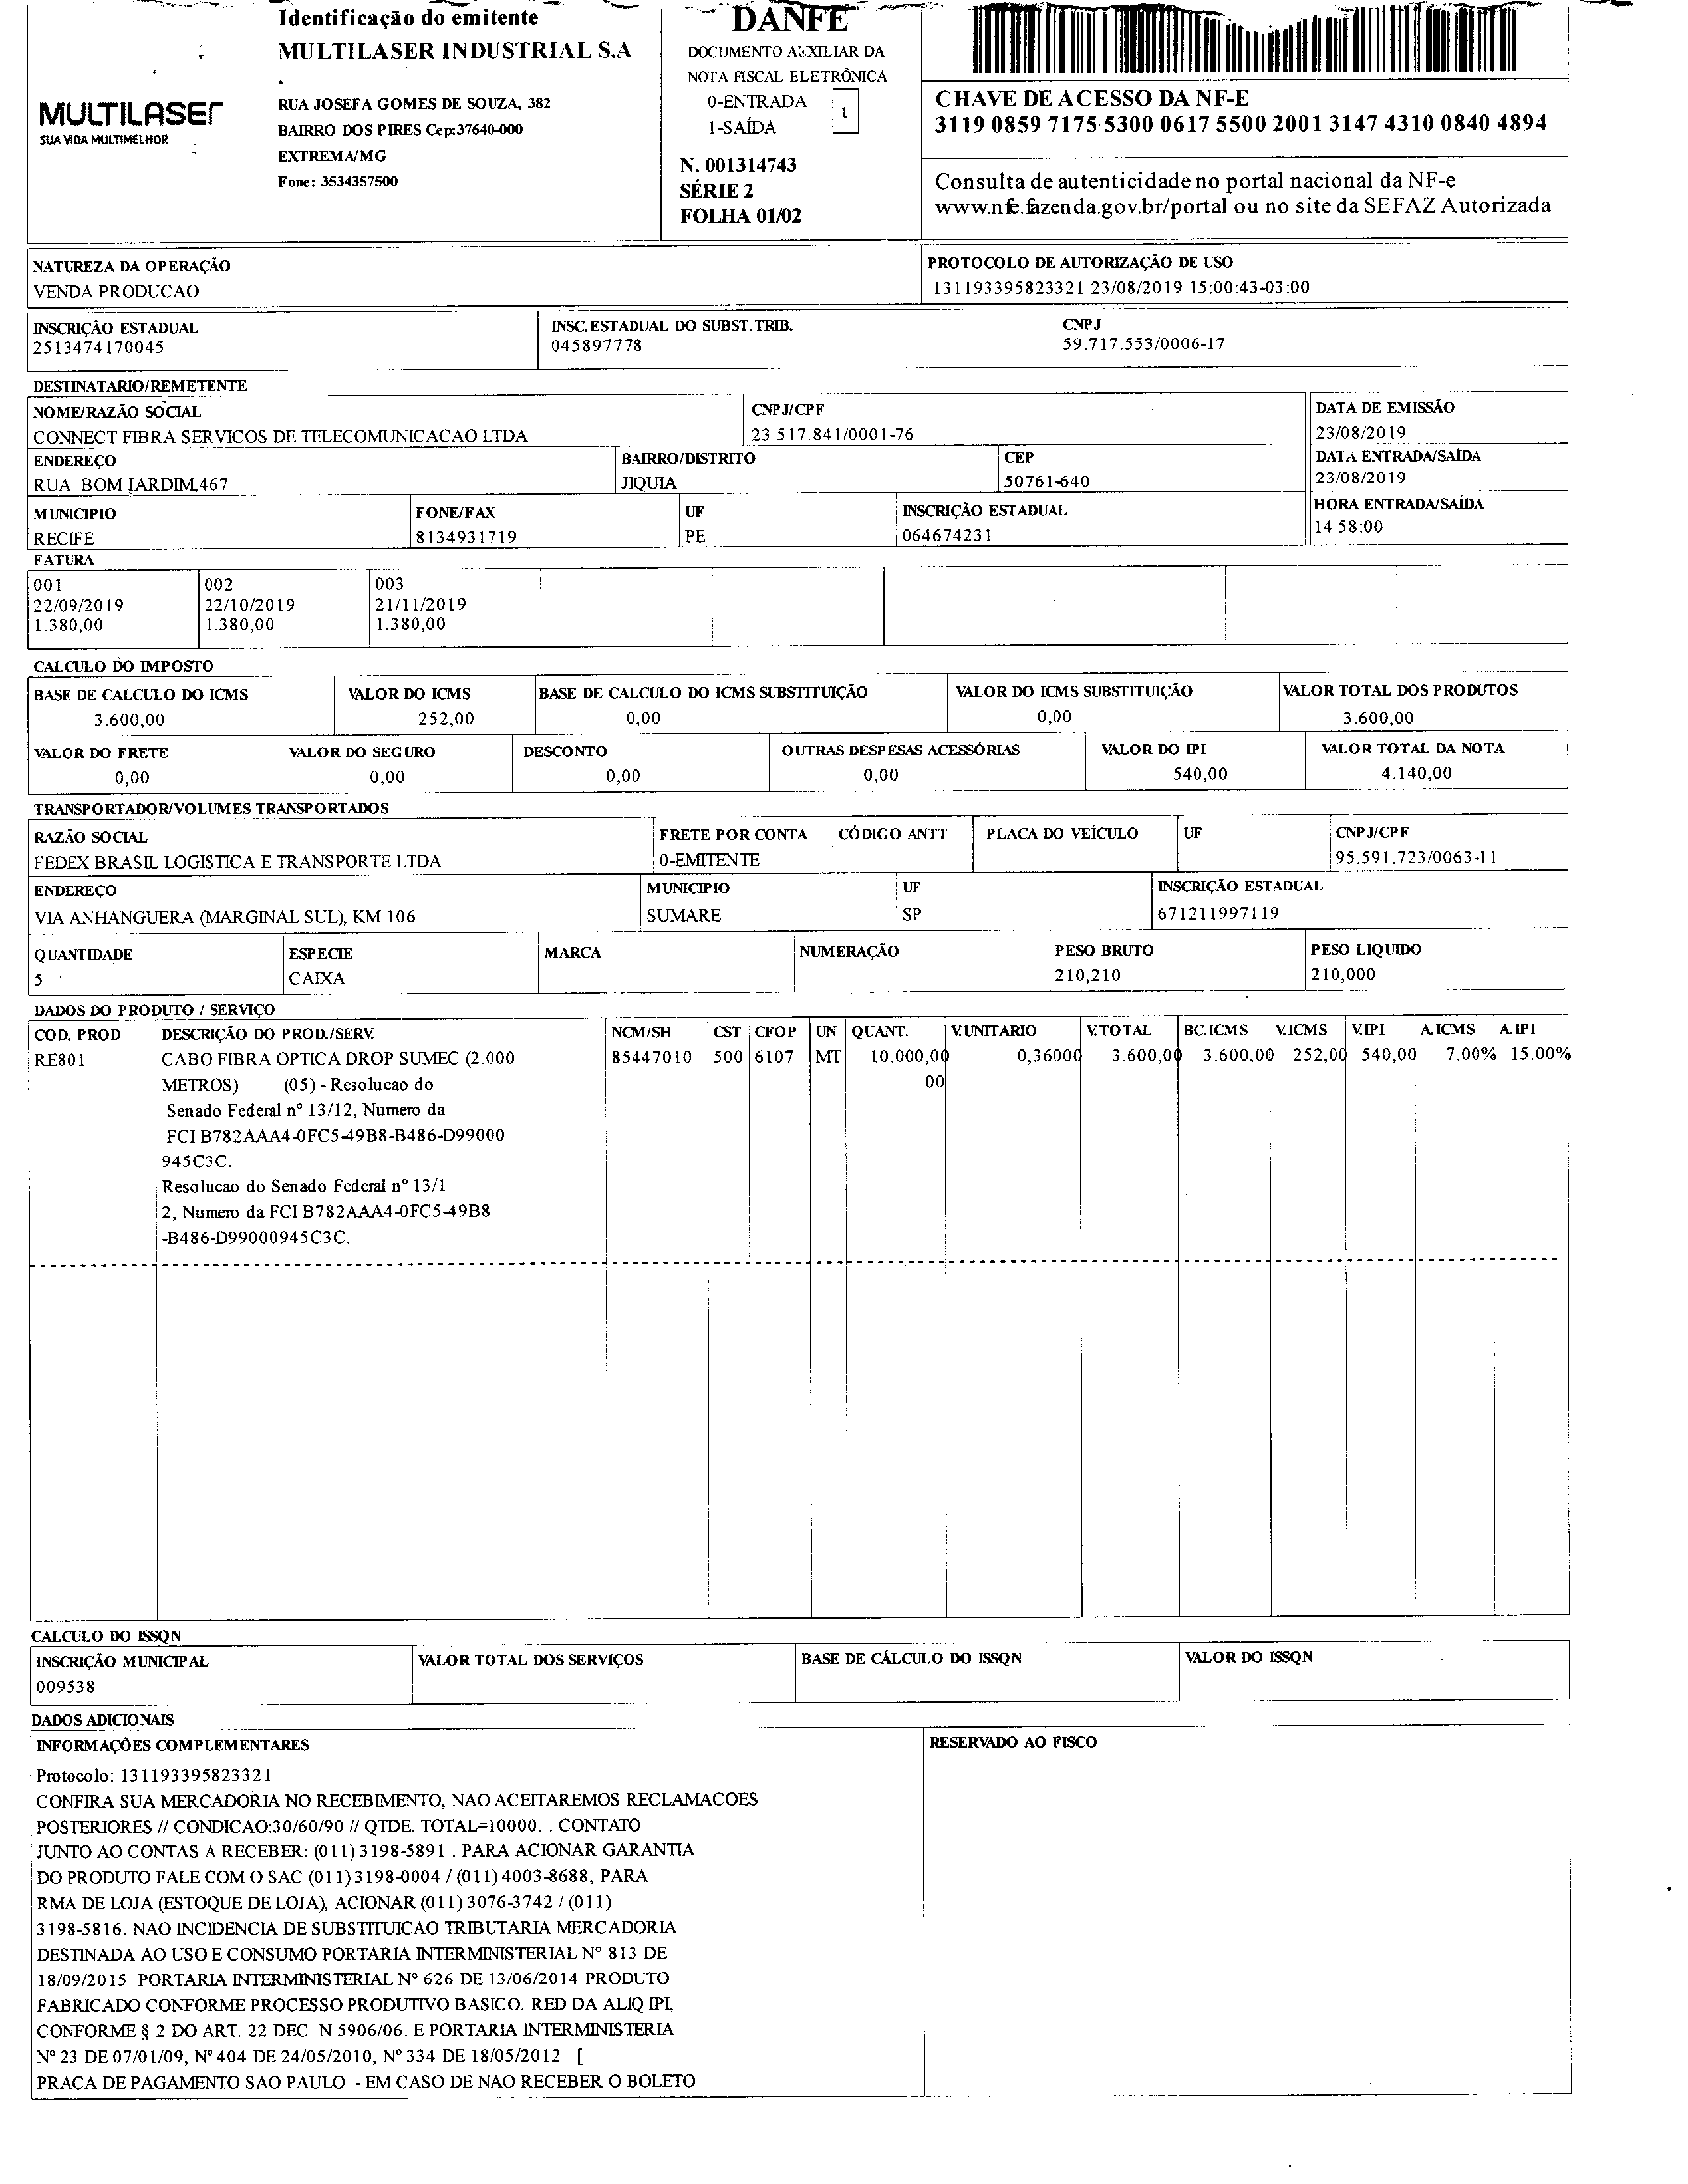 Identificação do emitente
MULTILASER INDUSTRIAL S.A
.
MULTILASER
SUA VIDA MULTIMELHOR
RUA JOSEFA GOMES DE SOUZA, 382
BAIRRO DOS PIRES Cep:37640-000
EXTREMA/MG
Fone: 3534357500
DANFE
DOCUMENTO AUXILIAR DA
NOTA FISCAL ELETRÔNICA
0-ENTRADA
1-SAÍDA
1
N. 001314743
SÉRIE 2
FOLHA 01/02
CHAVE DE ACESSO DA NF-E
3119 0859 7175 5300 0617 5500 2001 3147 4310 0840 4894
Consulta de autenticidade no portal nacional da NF-e
www.nfe.fazenda.gov.br/portal ou no site da SEFAZ Autorizada
NATUREZA DA OPERAÇÃO
VENDA PRODUCAO
PROTOCOLO DE AUTORIZAÇÃO DE USO
131193395823321 23/08/2019 15:00:43-03:00
INSCRIÇÃO ESTADUAL
2513474170045
INSC. ESTADUAL DO SUBST. TRIB.
045897778
CNPJ
59.717.553/0006-17
DESTINATARIO/REMETENTE
NOME/RAZÃO SOCIAL
CONNECT FIBRA SERVICOS DE TELECOMUNICACAO LTDA
CNPJ/CPF
23.517.841/0001-76
DATA DE EMISSÃO
23/08/2019
ENDEREÇO
RUA BOM JARDIM,467
BAIRRO/DISTRITO
JIQUIA
CEP
50761-640
DATA ENTRADA/SAÍDA
23/08/2019
MUNICIPIO
RECIFE
FONE/FAX
8134931719
UF
PE
INSCRIÇÃO ESTADUAL
064674231
HORA ENTRADA/SAÍDA
14:58:00
FATURA
001 002 003
22/09/2019 22/10/2019 21/11/2019
1.380,00 1.380,00 1.380,00
CALCULO DO IMPOSTO
BASE DE CALCULO DO ICMS VALOR DO ICMS BASE DE CALCULO DO ICMS SUBSTITUIÇÃO VALOR DO ICMS SUBSTITUIÇÃO VALOR TOTAL DOS PRODUTOS
3.600,00 252,00 0,00 0,00 3.600,00
VALOR DO FRETE VALOR DO SEGURO DESCONTO OUTRAS DESPESAS ACESSÓRIAS VALOR DO IPI VALOR TOTAL DA NOTA
0,00 0,00 0,00 0,00 540,00 4.140,00
TRANSPORTADOR/VOLUMES TRANSPORTADOS
RAZÃO SOCIAL FRETE POR CONTA CÓDIGO ANTT PLACA DO VEÍCULO UF CNPJ/CPF
FEDEX BRASIL LOGISTICA E TRANSPORTE LTDA 0-EMITENTE 95.591.723/0063-11
ENDEREÇO MUNICIPIO UF INSCRIÇÃO ESTADUAL
VIA ANHANGUERA (MARGINAL SUL), KM 106 SUMARE SP 671211997119
QUANTIDADE ESPECIE MARCA NUMERAÇÃO PESO BRUTO PESO LIQUIDO
5 CAIXA 210,210 210,000
DADOS DO PRODUTO / SERVIÇO
COD. PROD DESCRIÇÃO DO PROD./SERV. NCM/SH CST CFOP UN QUANT. V.UNITARIO V.TOTAL BC.ICMS V.ICMS V.IPI A.ICMS A.IPI
RE801 CABO FIBRA OPTICA DROP SUMEC (2.000 85447010 500 6107 MT 10.000,00 0,36000 3.600,00 3.600,00 252,00 540,00 7.00% 15.00%
METROS) (05) - Resolucao do 00
Senado Federal nº 13/12, Numero da
FCI B782AAA4-0FC5-49B8-B486-D99000
945C3C.
Resolucao do Senado Federal nº 13/1
2, Numero da FCI B782AAA4-0FC5-49B8
-B486-D99000945C3C.
CALCULO DO ISSQN
INSCRIÇÃO MUNICIPAL VALOR TOTAL DOS SERVIÇOS BASE DE CÁLCULO DO ISSQN VALOR DO ISSQN
009538
DADOS ADICIONAIS
INFORMAÇÕES COMPLEMENTARES RESERVADO AO FISCO
Protocolo: 131193395823321
CONFIRA SUA MERCADORIA NO RECEBIMENTO, NAO ACEITAREMOS RECLAMACOES
POSTERIORES // CONDICAO:30/60/90 // QTDE. TOTAL=10000. . CONTATO
JUNTO AO CONTAS A RECEBER: (011) 3198-5891 . PARA ACIONAR GARANTIA
DO PRODUTO FALE COM O SAC (011) 3198-0004 / (011) 4003-8688, PARA
RMA DE LOJA (ESTOQUE DE LOJA), ACIONAR (011) 3076-3742 / (011)
3198-5816. NAO INCIDENCIA DE SUBSTITUICAO TRIBUTARIA MERCADORIA
DESTINADA AO USO E CONSUMO PORTARIA INTERMINISTERIAL Nº 813 DE
18/09/2015 PORTARIA INTERMINISTERIAL Nº 626 DE 13/06/2014 PRODUTO
FABRICADO CONFORME PROCESSO PRODUTIVO BASICO. RED DA ALIQ IPI,
CONFORME § 2 DO ART. 22 DEC N 5906/06. E PORTARIA INTERMINISTERIA
Nº 23 DE 07/01/09, Nº 404 DE 24/05/2010, Nº 334 DE 18/05/2012 [
PRACA DE PAGAMENTO SAO PAULO - EM CASO DE NAO RECEBER O BOLETO